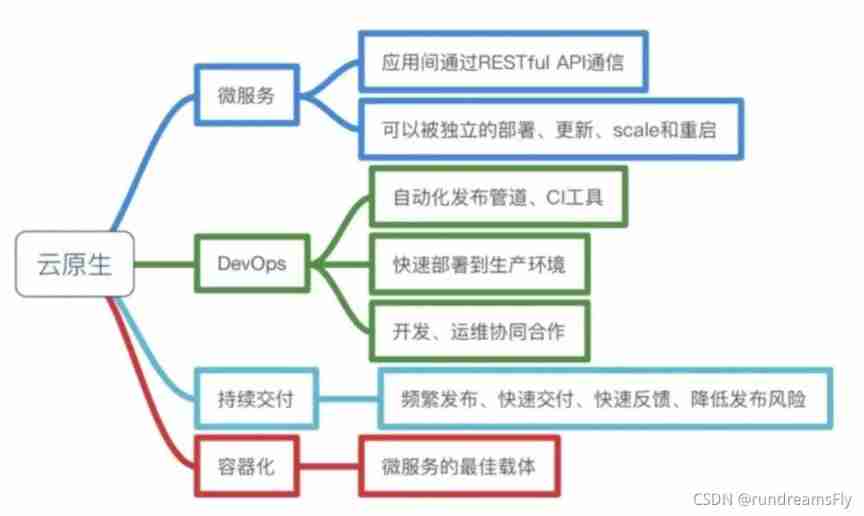 应用间通过RESTful API通信
微服务
可以被独立的部署、更新、scale和重启
自动化发布管道、CI工具
云原生
DevOps
快速部署到生产环境
开发、运维协同合作
持续交付
频繁发布、快速交付、快速反馈、降低发布风险
容器化
微服务的最佳载体
CSDN @rundreamsFly